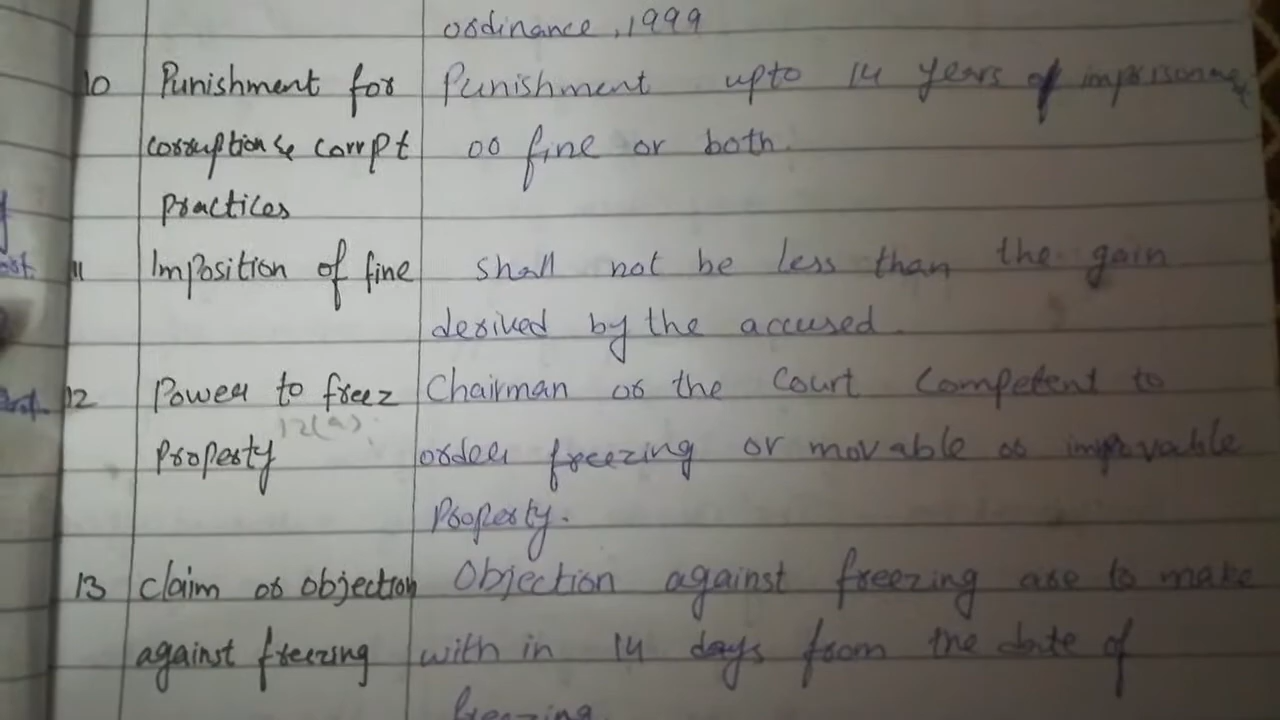 ordinance, 1999
10 Punishment for Punishment upto 14 years of
corruption & corrpt or fine or both.
practices
11 Imposition of fine shall not be less than the gain
derived by the accused.
12 Power to freez Chairman or the Court Competent to
12(a)
Property order freezing or movable or
Property.
13 Claim or objection Objection against freezing are to make
against freezing with in 14 days from the date of
freezing